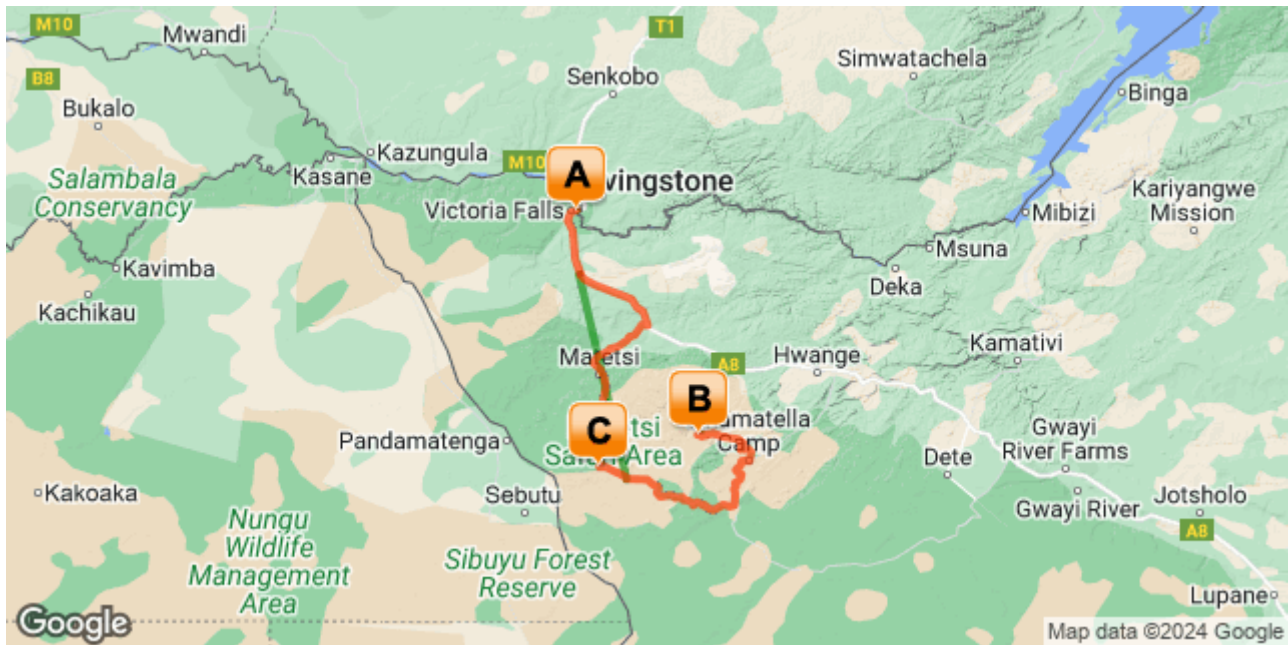 M10
Mwandi
T1
Simwatachela
B8
Senkobo
Binga
Bukalo
Kazungula
M10
A
vingstone
Kasane
Salambala
Conservancy
Kariyangwe
Mission
Victoria Falls
Mibizi
Msuna
Kavimba
Deka
Kachikau
Kamativi
A8
Hwange
B
amatella
Camp
C
tsi
Area
Pandamatenga
Gwayi
River Farms
Dete
Kakoaka
Sebutu
Gwayi River
Jotsholo
A8
Nungu
Wildlife
Management
Area
Sibuyu Forest
Reserve
Lupane
Google
Map data ©2024 Google